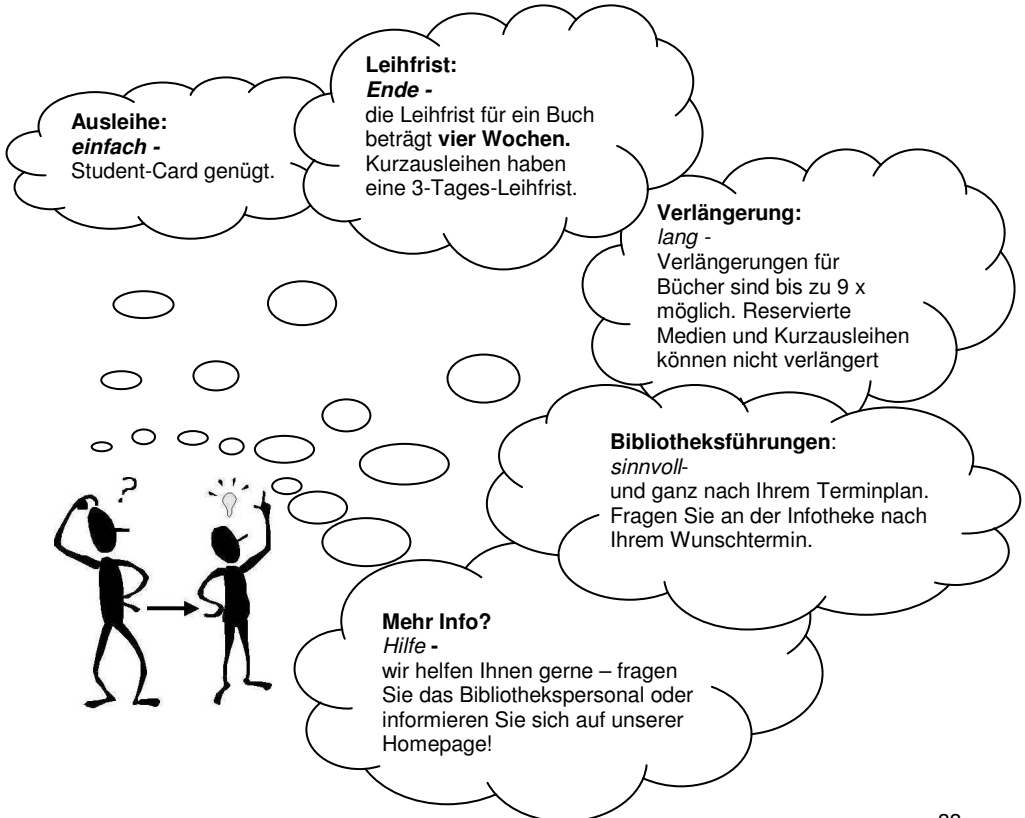 Ausleihe:
einfach -
Student-Card genügt.
Leihfrist:
Ende -
die Leihfrist für ein Buch
beträgt vier Wochen.
Kurzausleihen haben
eine 3-Tages-Leihfrist.
Verlängerung:
lang -
Verlängerungen für
Bücher sind bis zu 9 x
möglich. Reservierte
Medien und Kurzausleihen
können nicht verlängert
Bibliotheksführungen:
sinnvoll-
und ganz nach Ihrem Terminplan.
Fragen Sie an der Infotheke nach
Ihrem Wunschtermin.
?
Mehr Info?
Hilfe -
wir helfen Ihnen gerne – fragen
Sie das Bibliothekspersonal oder
informieren Sie sich auf unserer
Homepage!